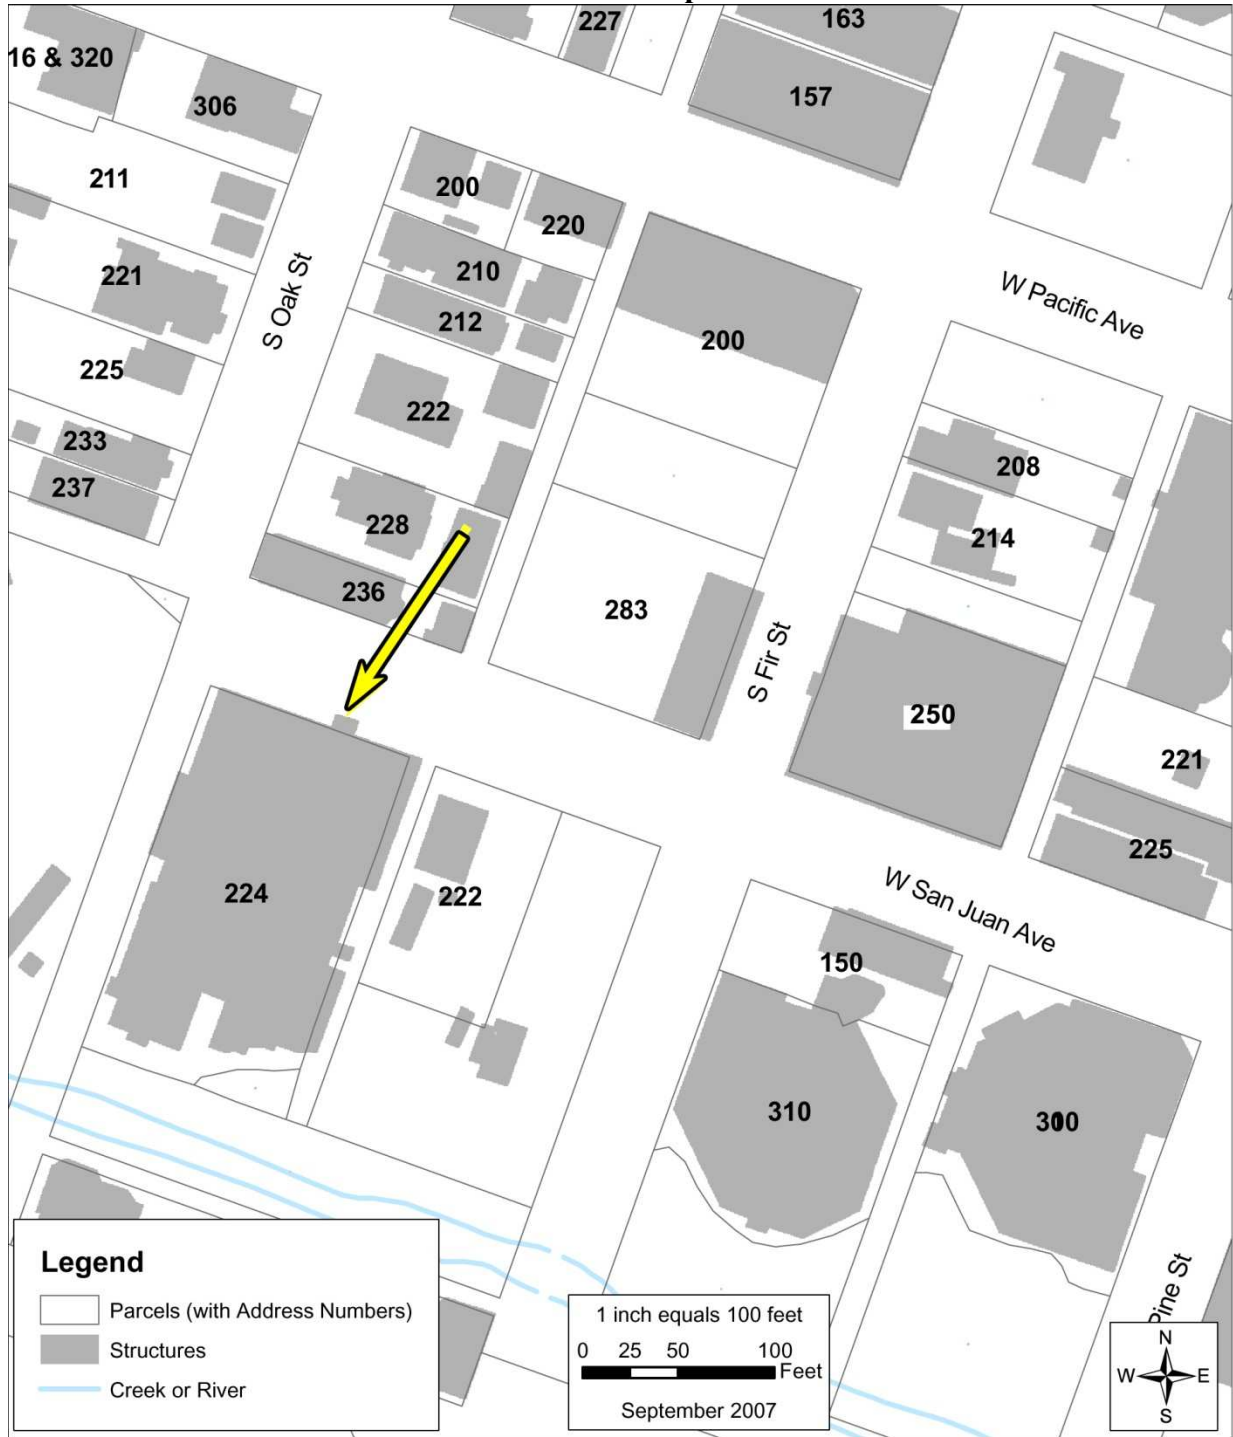 227
163
16 & 320
157
306
211
200
220
221
210
S Oak St
212
W Pacific Ave
200
225
222
233
208
237
228
214
236
283
S Fir St
250
221
225
224
222
W San Juan Ave
150
310
300
Pine St
Legend
Parcels (with Address Numbers)
Structures
Creek or River
1 inch equals 100 feet
0 25 50 100
Feet
September 2007
N
W E
S